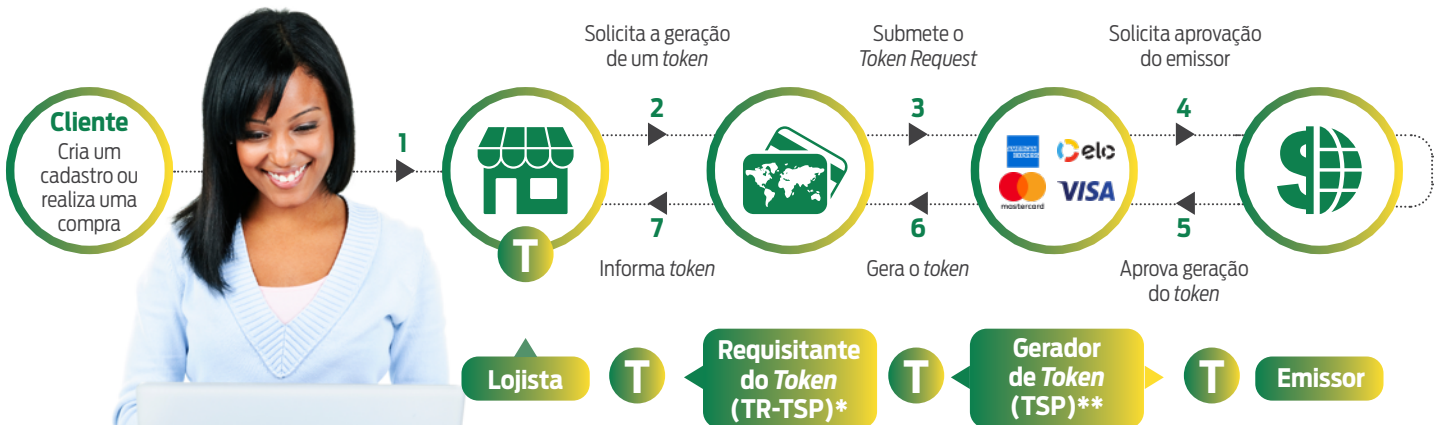 Cliente
Cria um
cadastro ou
realiza uma
compra
1
Solicita a geração
de um token
2
Submete o
Token Request
3
Solicita aprovação
do emissor
4
AMERICAN
EXPRESS
elo
mastercard
VISA
T
7
Informa token
6
Gera o token
5
Aprova geração
do token
Lojista
T
Requisitante
do Token
(TR-TSP)*
T
Gerador
de Token
(TSP)**
T
Emissor